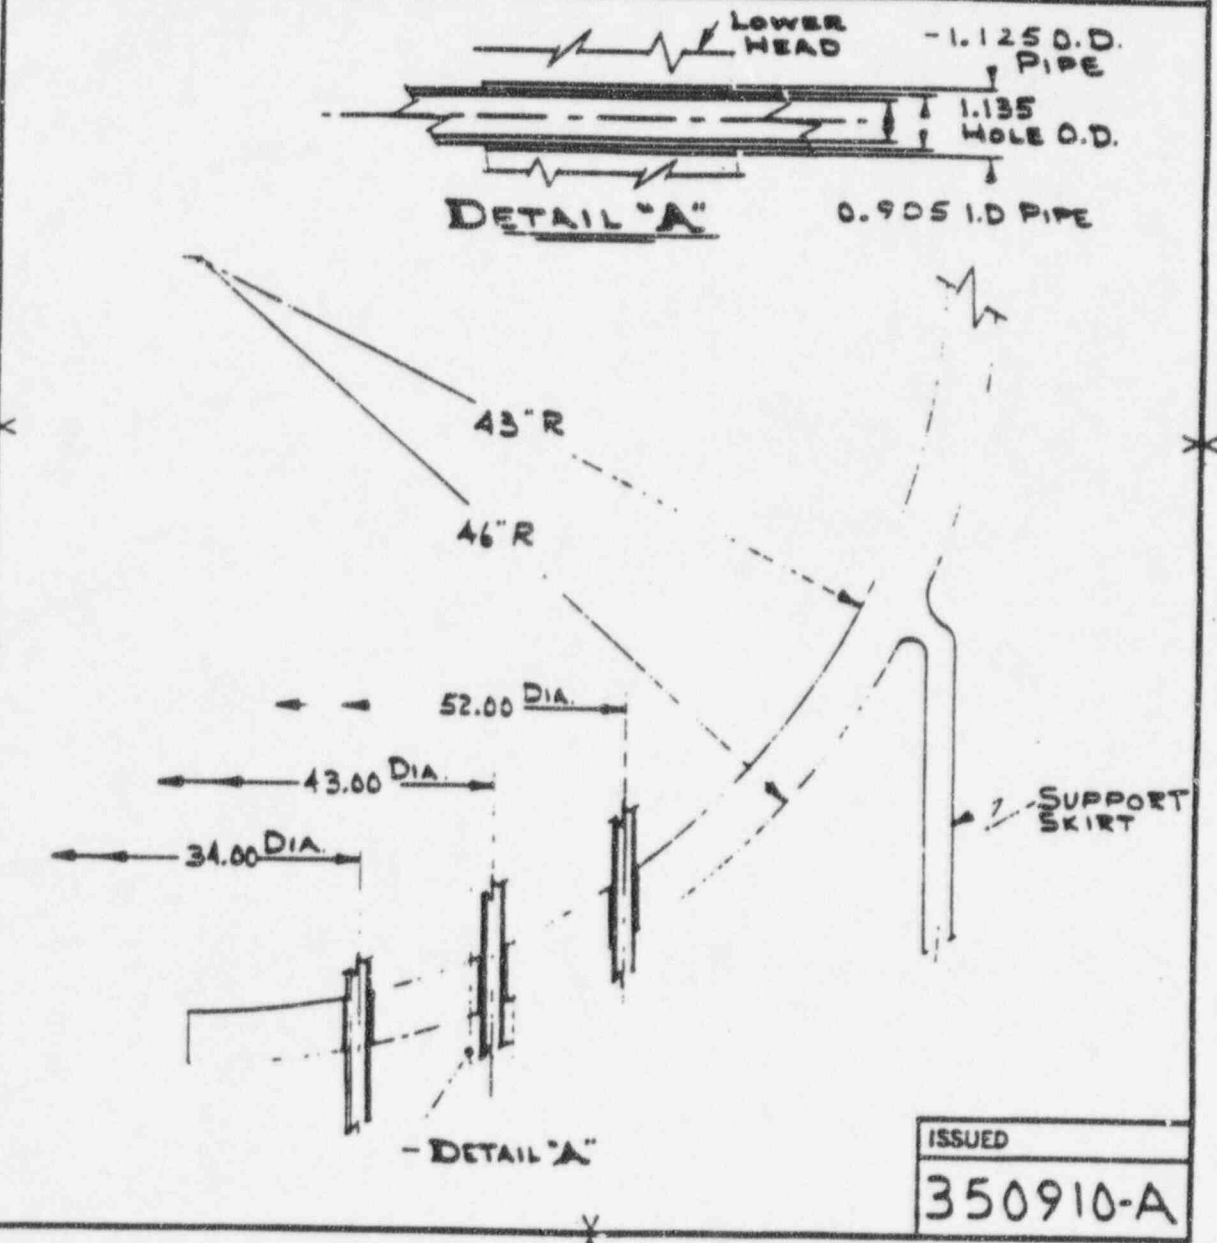 LOWER
HEAD
-1.125 O.D.
PIPE
1.135
HOLE O.D.
DETAIL "A"
0.905 I.D PIPE
43" R
46" R
52.00 DIA.
43.00 DIA.
34.00 DIA.
SUPPORT
SKIRT
- DETAIL "A"
ISSUED
350910-A